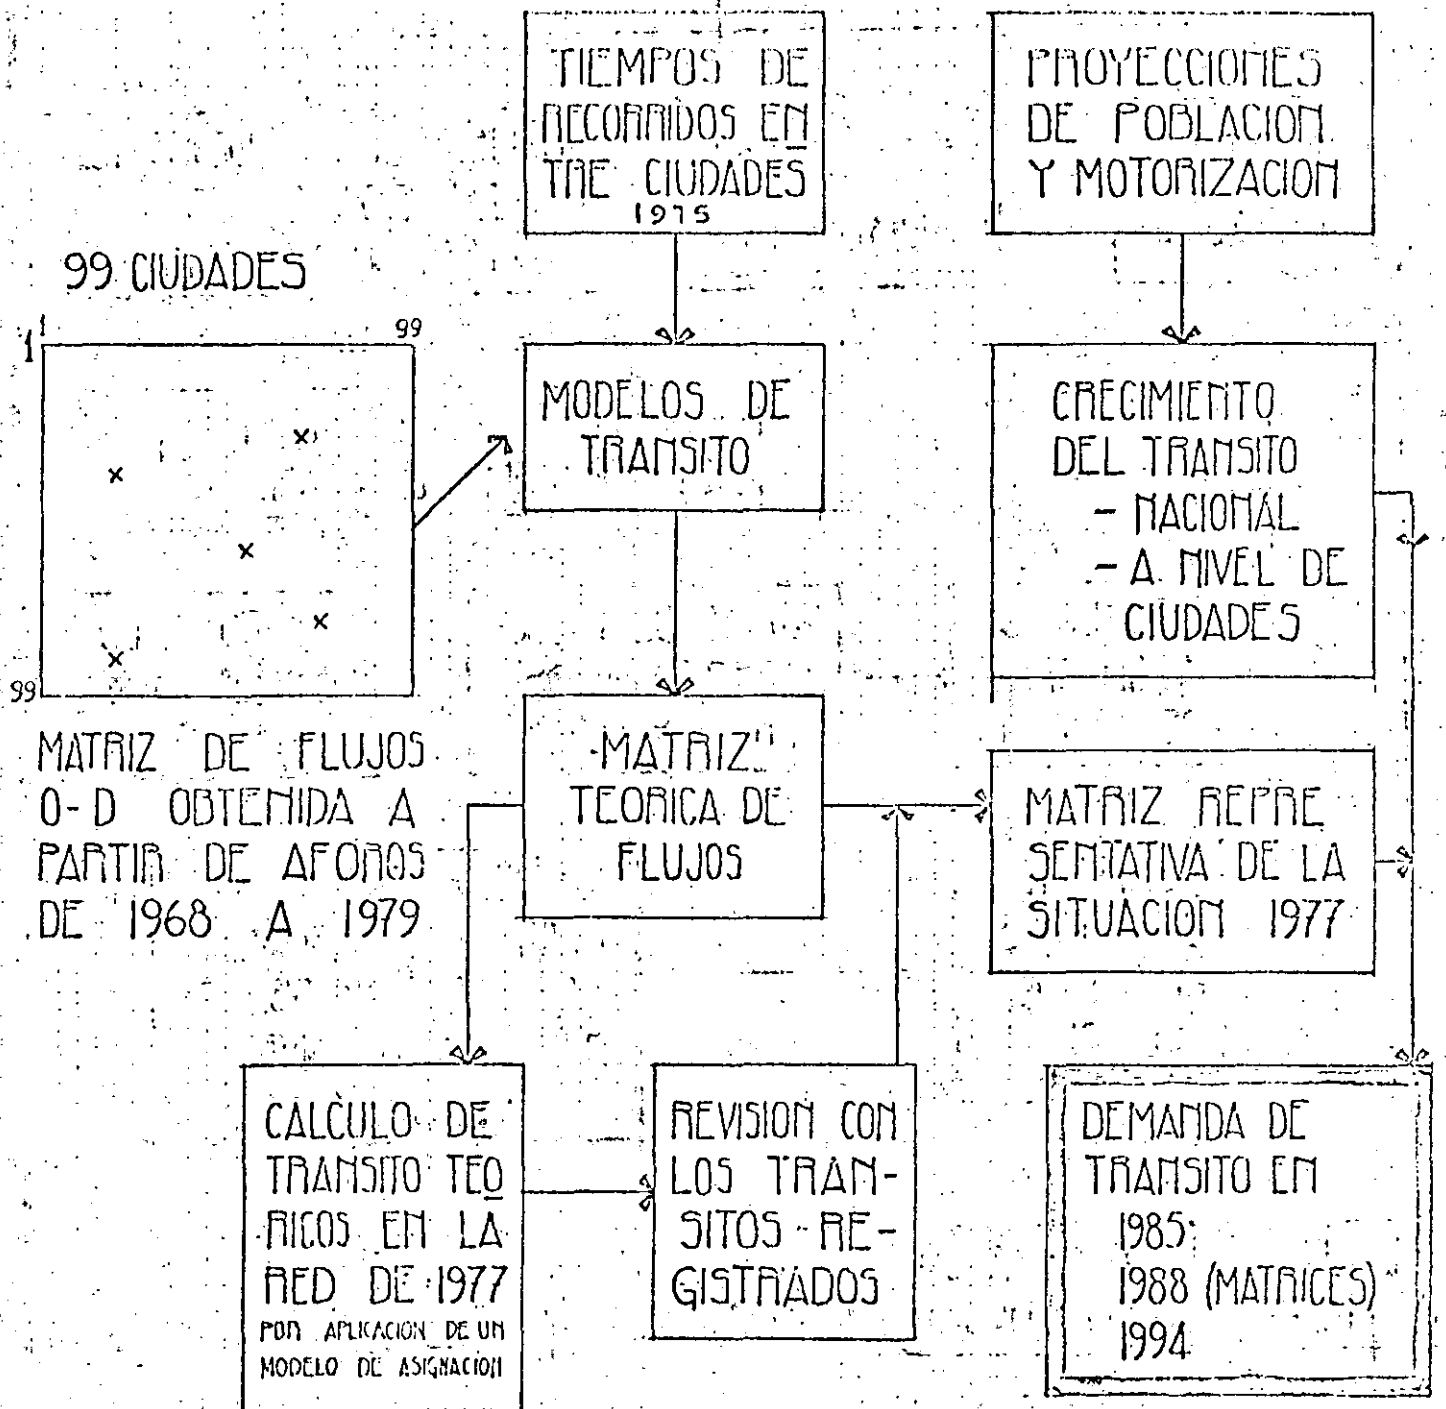 TIEMPOS DE
RECORRIDOS EN
TRE CIUDADES
1975
PROYECCIONES
DE POBLACION
Y MOTORIZACION
99 CIUDADES
1
1
99
99
MODELOS DE
TRANSITO
CRECIMIENTO
DEL TRANSITO
- NACIONAL
- A NIVEL DE
CIUDADES
MATRIZ DE FLUJOS
O-D OBTENIDA A
PARTIR DE AFOROS
DE 1968 A 1979
MATRIZ
TEORICA DE
FLUJOS
MATRIZ REPRE
SENTATIVA DE LA
SITUACION 1977
CALCULO DE
TRANSITO TEO
RICOS EN LA
RED DE 1977
POR APLICACION DE UN
MODELO DE ASIGNACION
REVISION CON
LOS TRAN-
SITOS RE-
GISTRADOS
DEMANDA DE
TRANSITO EN
1985
1988 (MATRICES)
1994